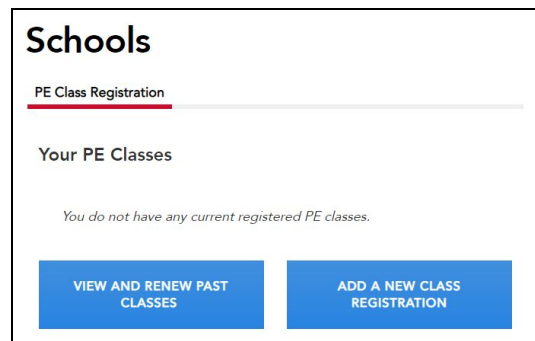 Schools
PE Class Registration
Your PE Classes
You do not have any current registered PE classes.
VIEW AND RENEW PAST
CLASSES
ADD A NEW CLASS
REGISTRATION